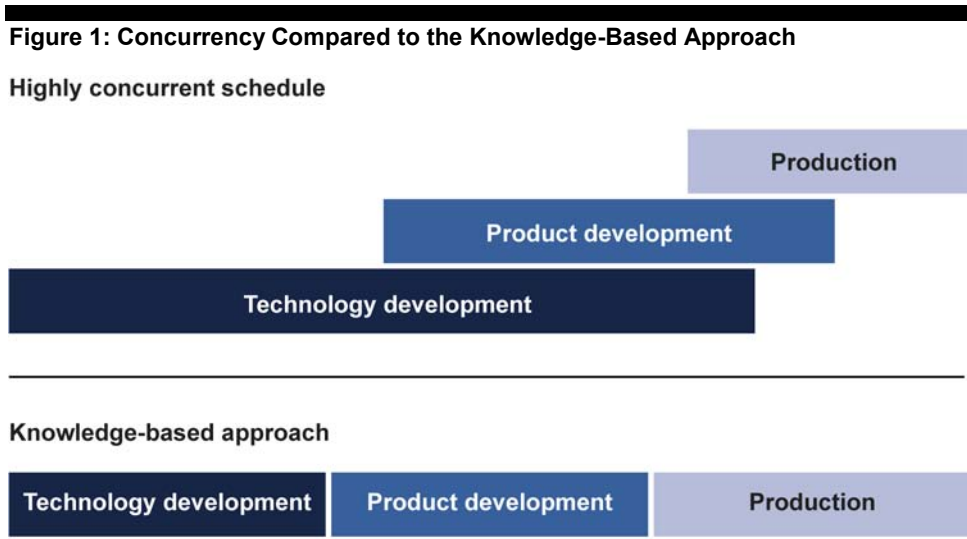 Figure 1: Concurrency Compared to the Knowledge-Based Approach
Highly concurrent schedule
Production
Product development
Technology development
Knowledge-based approach
Technology development Product development Production